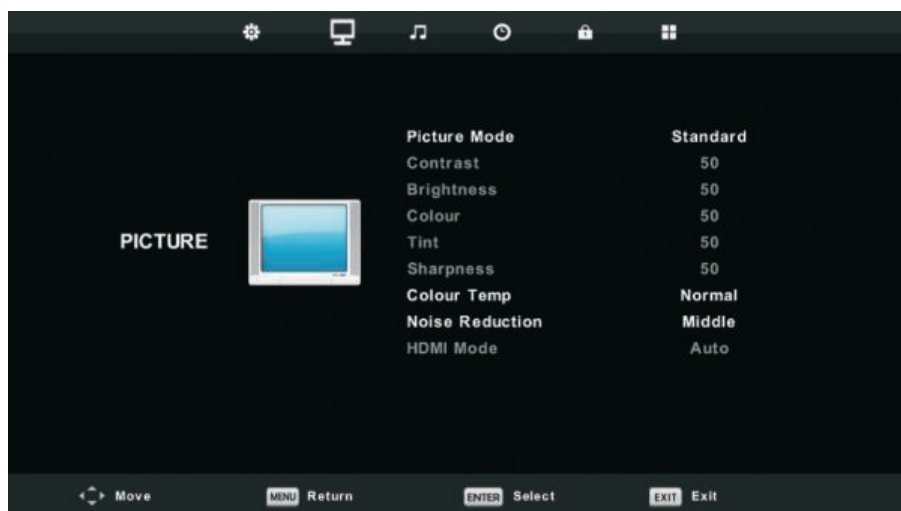 Picture Mode Standard
Contrast 50
Brightness 50
Colour 50
PICTURE
Tint 50
Sharpness 50
Colour Temp Normal
Noise Reduction Middle
HDMI Mode Auto
Move MENU Return ENTER Select EXIT Exit